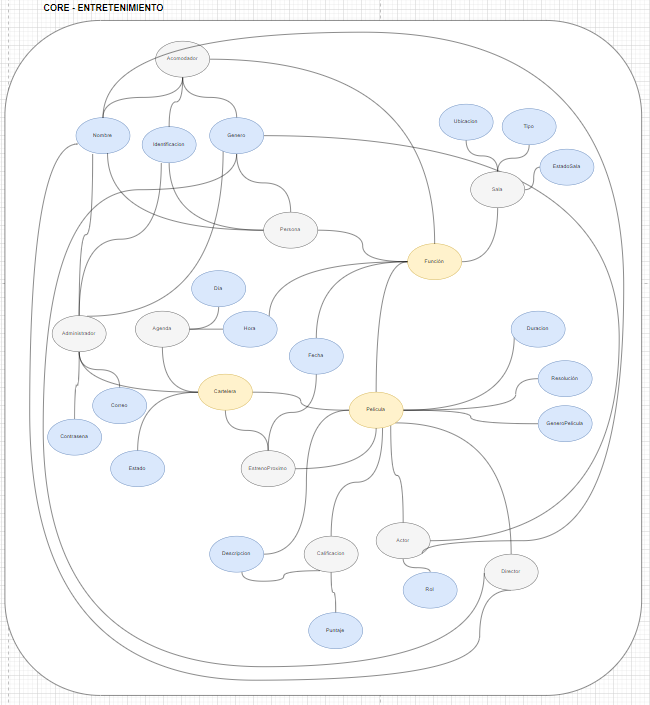 CORE - ENTRETENIMIENTO
Acomodador
Ubicacion
Tipo
Nombre
Identificacion
Genero
EstadoSala
Sala
Persona
Función
Dia
Agenda
Hora
Duracion
Administrador
Fecha
Resolución
Cartelera
Correo
Pelicula
GeneroPelicula
Contrasena
Estado
EstrenoProximo
Actor
Descripcion
Calificacion
Director
Rol
Puntaje